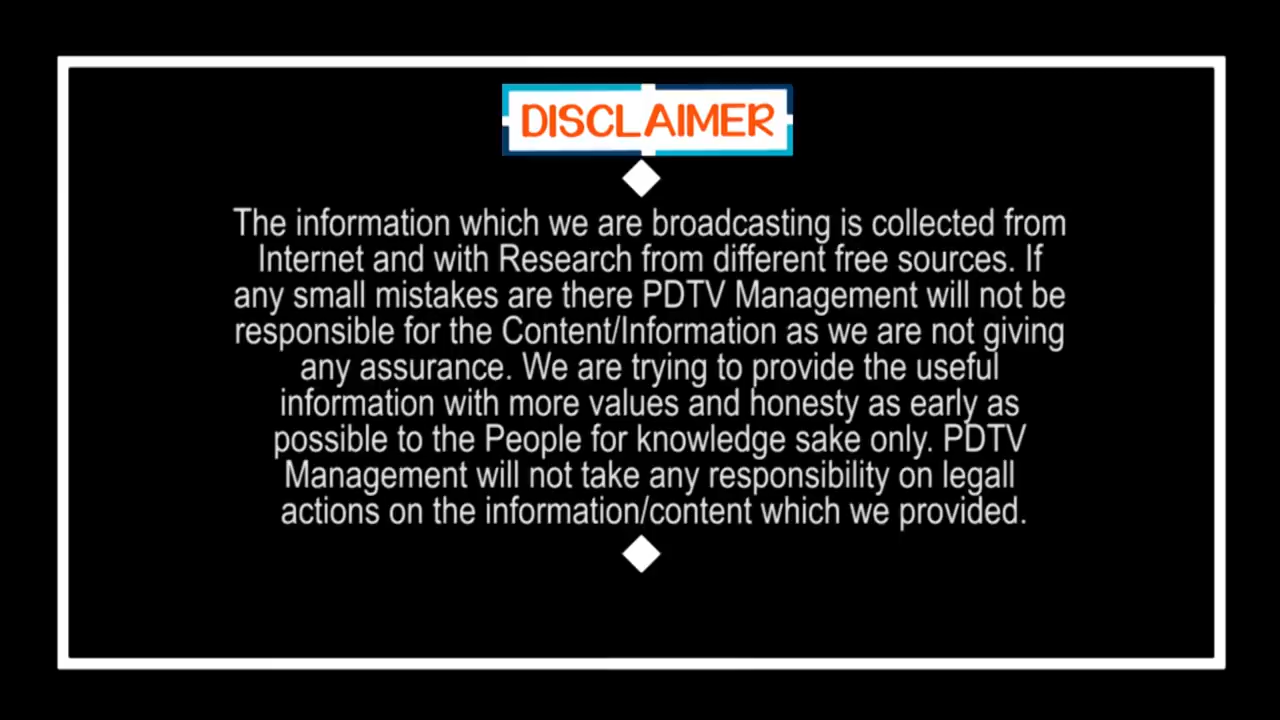 DISCLAIMER
The information which we are broadcasting is collected from
Internet and with Research from different free sources. If
any small mistakes are there PDTV Management will not be
responsible for the Content/Information as we are not giving
any assurance. We are trying to provide the useful
information with more values and honesty as early as
possible to the People for knowledge sake only. PDTV
Management will not take any responsibility on legall
actions on the information/content which we provided.